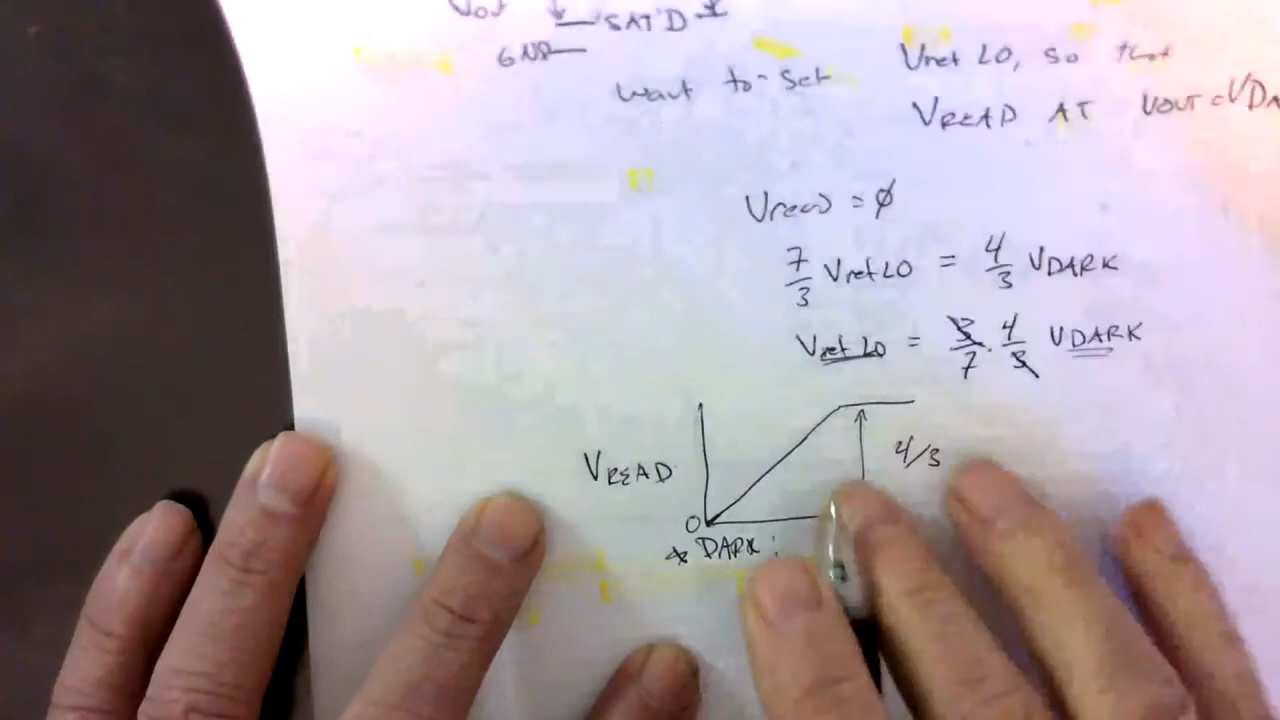 SAT'D
GND
Want to set Vref LO, so that
VREAD AT VOUT = VDA
Vread = ∅
7/3 Vref LO = 4/3 VDARK
Vref LO = 3/7 · 4/3 VDARK
VREAD
4/3
0
DARK